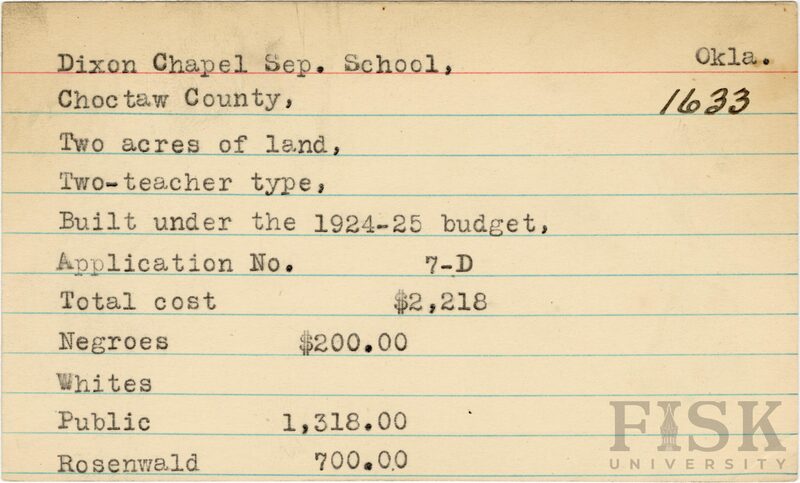 Dixon Chapel Sep. School, Okla.
Choctaw County, 1633
Two acres of land,
Two-teacher type,
Built under the 1924-25 budget,
Application No. 7-D
Total cost $2,218
Negroes $200.00
Whites
Public 1,318.00
Rosenwald 700.00
FISK
UNIVERSITY